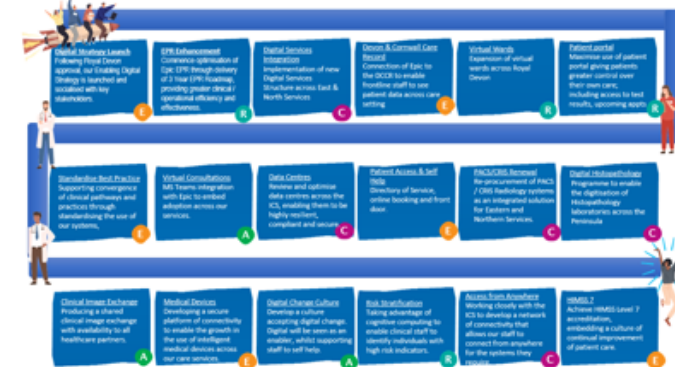 Digital Strategy Launch
Following Royal Devon
approval, our Enabling Digital
Strategy is launched and
socialised with key
stakeholders.
E
EPR Enhancement
Commence optimisation of
Epic EPR through delivery
of 3 Year EPR Roadmap,
providing greater clinical /
operational efficiency and
effectiveness.
R
Digital Services
Integration
Implementation of new
Digital Services
Structure across East &
North Services
C
Devon & Cornwall Care
Record
Connection of Epic to
the DCCR to enable
frontline staff to see
patient data across care
setting
E
Virtual Wards
Expansion of virtual
wards across Royal
Devon
R
Patient portal
Maximise use of patient
portal giving patients
greater control over
their own care,
including access to test
results, upcoming appts
R
Standardise Best Practice
Supporting convergence
of clinical pathways and
practices through
standardising the use of
our systems,
E
Virtual Consultations
MS Teams integration
with Epic to embed
adoption across our
services.
A
Data Centres
Review and optimise
data centres across the
ICS, enabling them to be
highly resilient,
compliant and secure
C
Patient Access & Self
Help
Directory of Service,
online booking and front
door.
E
PACS/CRIS Renewal
Re-procurement of PACS
/ CRIS Radiology systems
as an integrated solution
for Eastern and
Northern Services.
C
Digital Histopathology
Programme to enable
the digitisation of
Histopathology
laboratories across the
Peninsula
C
Clinical Image Exchange
Producing a shared
clinical image exchange
with availability to all
healthcare partners.
A
Medical Devices
Developing a secure
platform of connectivity
to enable the growth in
the use of intelligent
medical devices across
our care services.
E
Digital Change Culture
Develop a culture
accepting digital change.
Digital will be seen as an
enabler, whilst supporting
staff to self help.
A
Risk Stratification
Taking advantage of
cognitive computing to
enable clinical staff to
identify individuals with
high risk indicators.
R
Access from Anywhere
Working closely with the
ICS to develop a network
of connectivity that
allows our staff to
connect from anywhere
for the systems they
require
C
HIMSS 7
Achieve HIMSS Level 7
accreditation,
embedding a culture of
continual improvement
of patient care.
E